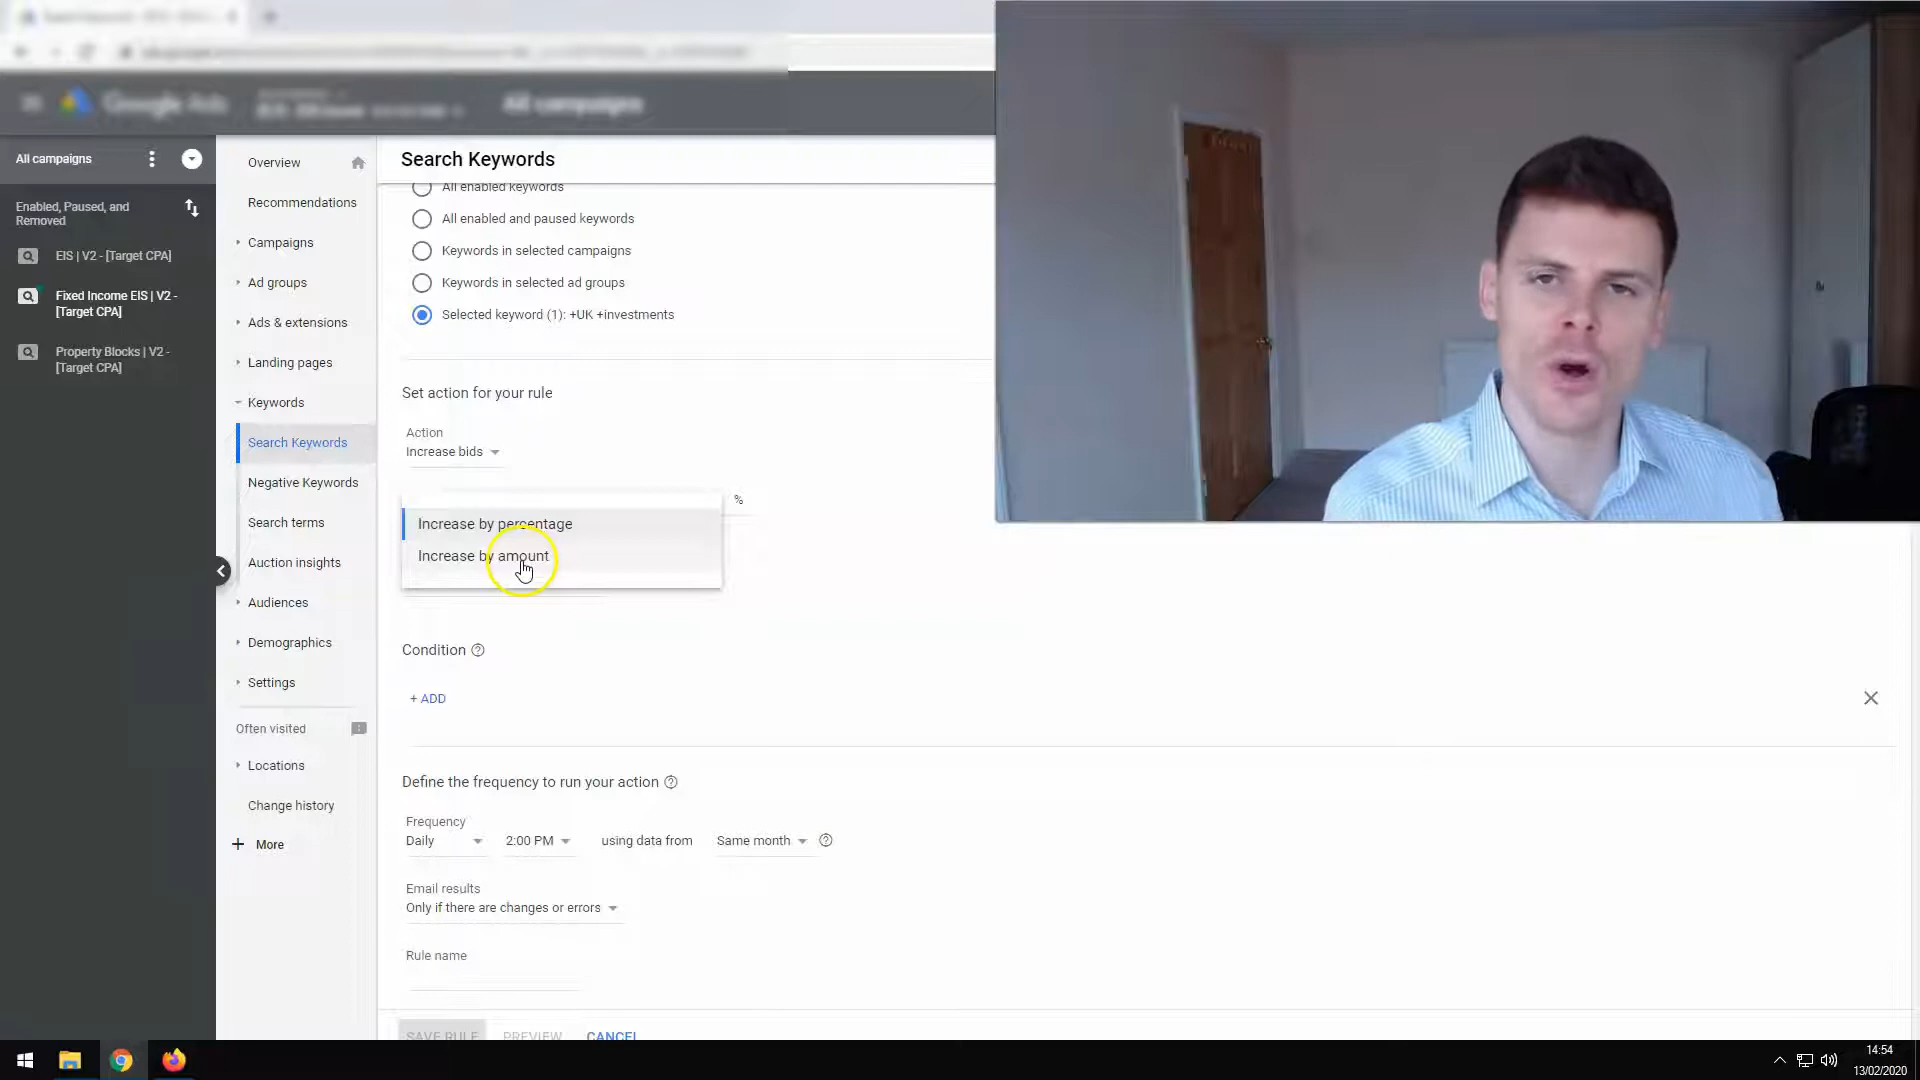 Google Ads
All campaigns
All campaigns
Enabled, Paused, and
Removed
EIS | V2 - [Target CPA]
Fixed Income EIS | V2 -
[Target CPA]
Property Blocks | V2 -
[Target CPA]
Overview
Recommendations
Campaigns
Ad groups
Ads & extensions
Landing pages
Keywords
Search Keywords
Negative Keywords
Search terms
Auction insights
Audiences
Demographics
Settings
Often visited
Locations
Change history
More
Search Keywords
All enabled keywords
All enabled and paused keywords
Keywords in selected campaigns
Keywords in selected ad groups
Selected keyword (1): +UK +investments
Set action for your rule
Action
Increase bids
%
Increase by percentage
Increase by amount
Condition
+ ADD
Define the frequency to run your action
Frequency
Daily 2:00 PM using data from Same month
Email results
Only if there are changes or errors
Rule name
SAVE RULE PREVIEW CANCEL
14:54
13/02/2020